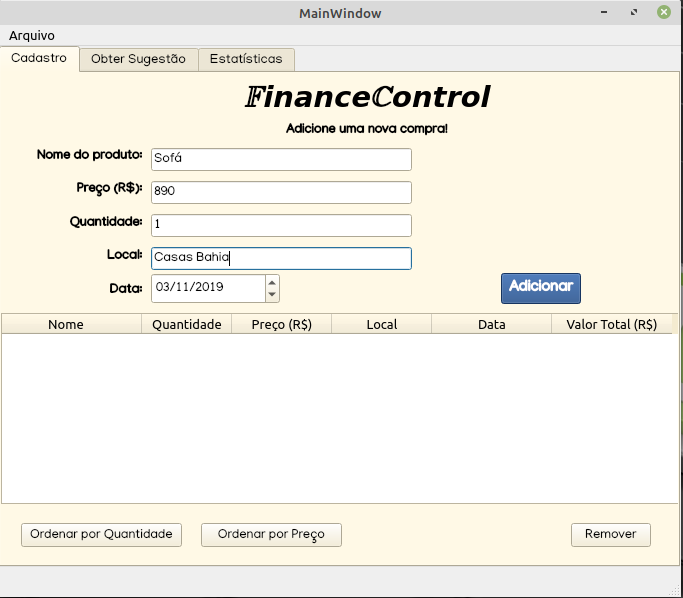 MainWindow
Arquivo
Cadastro Obter Sugestão Estatísticas
𝔽inanceℂontrol
Adicione uma nova compra!
Nome do produto: Sofá
Preço (R$): 890
Quantidade: 1
Local: Casas Bahia
Data: 03/11/2019 Adicionar
Nome Quantidade Preço (R$) Local Data Valor Total (R$)
Ordenar por Quantidade Ordenar por Preço Remover